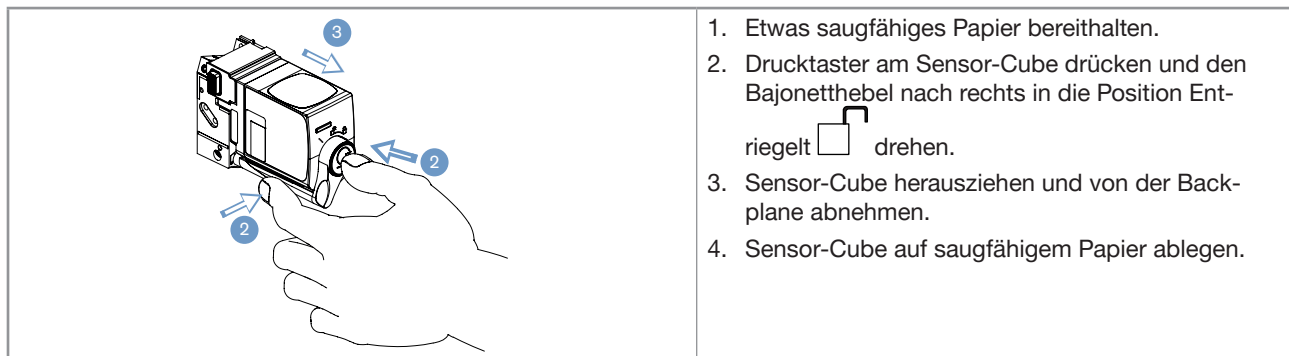 3
2
2
1. Etwas saugfähiges Papier bereithalten.
2. Drucktaster am Sensor-Cube drücken und den
Bajonetthebel nach rechts in die Position Ent-
riegelt drehen.
3. Sensor-Cube herausziehen und von der Back-
plane abnehmen.
4. Sensor-Cube auf saugfähigem Papier ablegen.